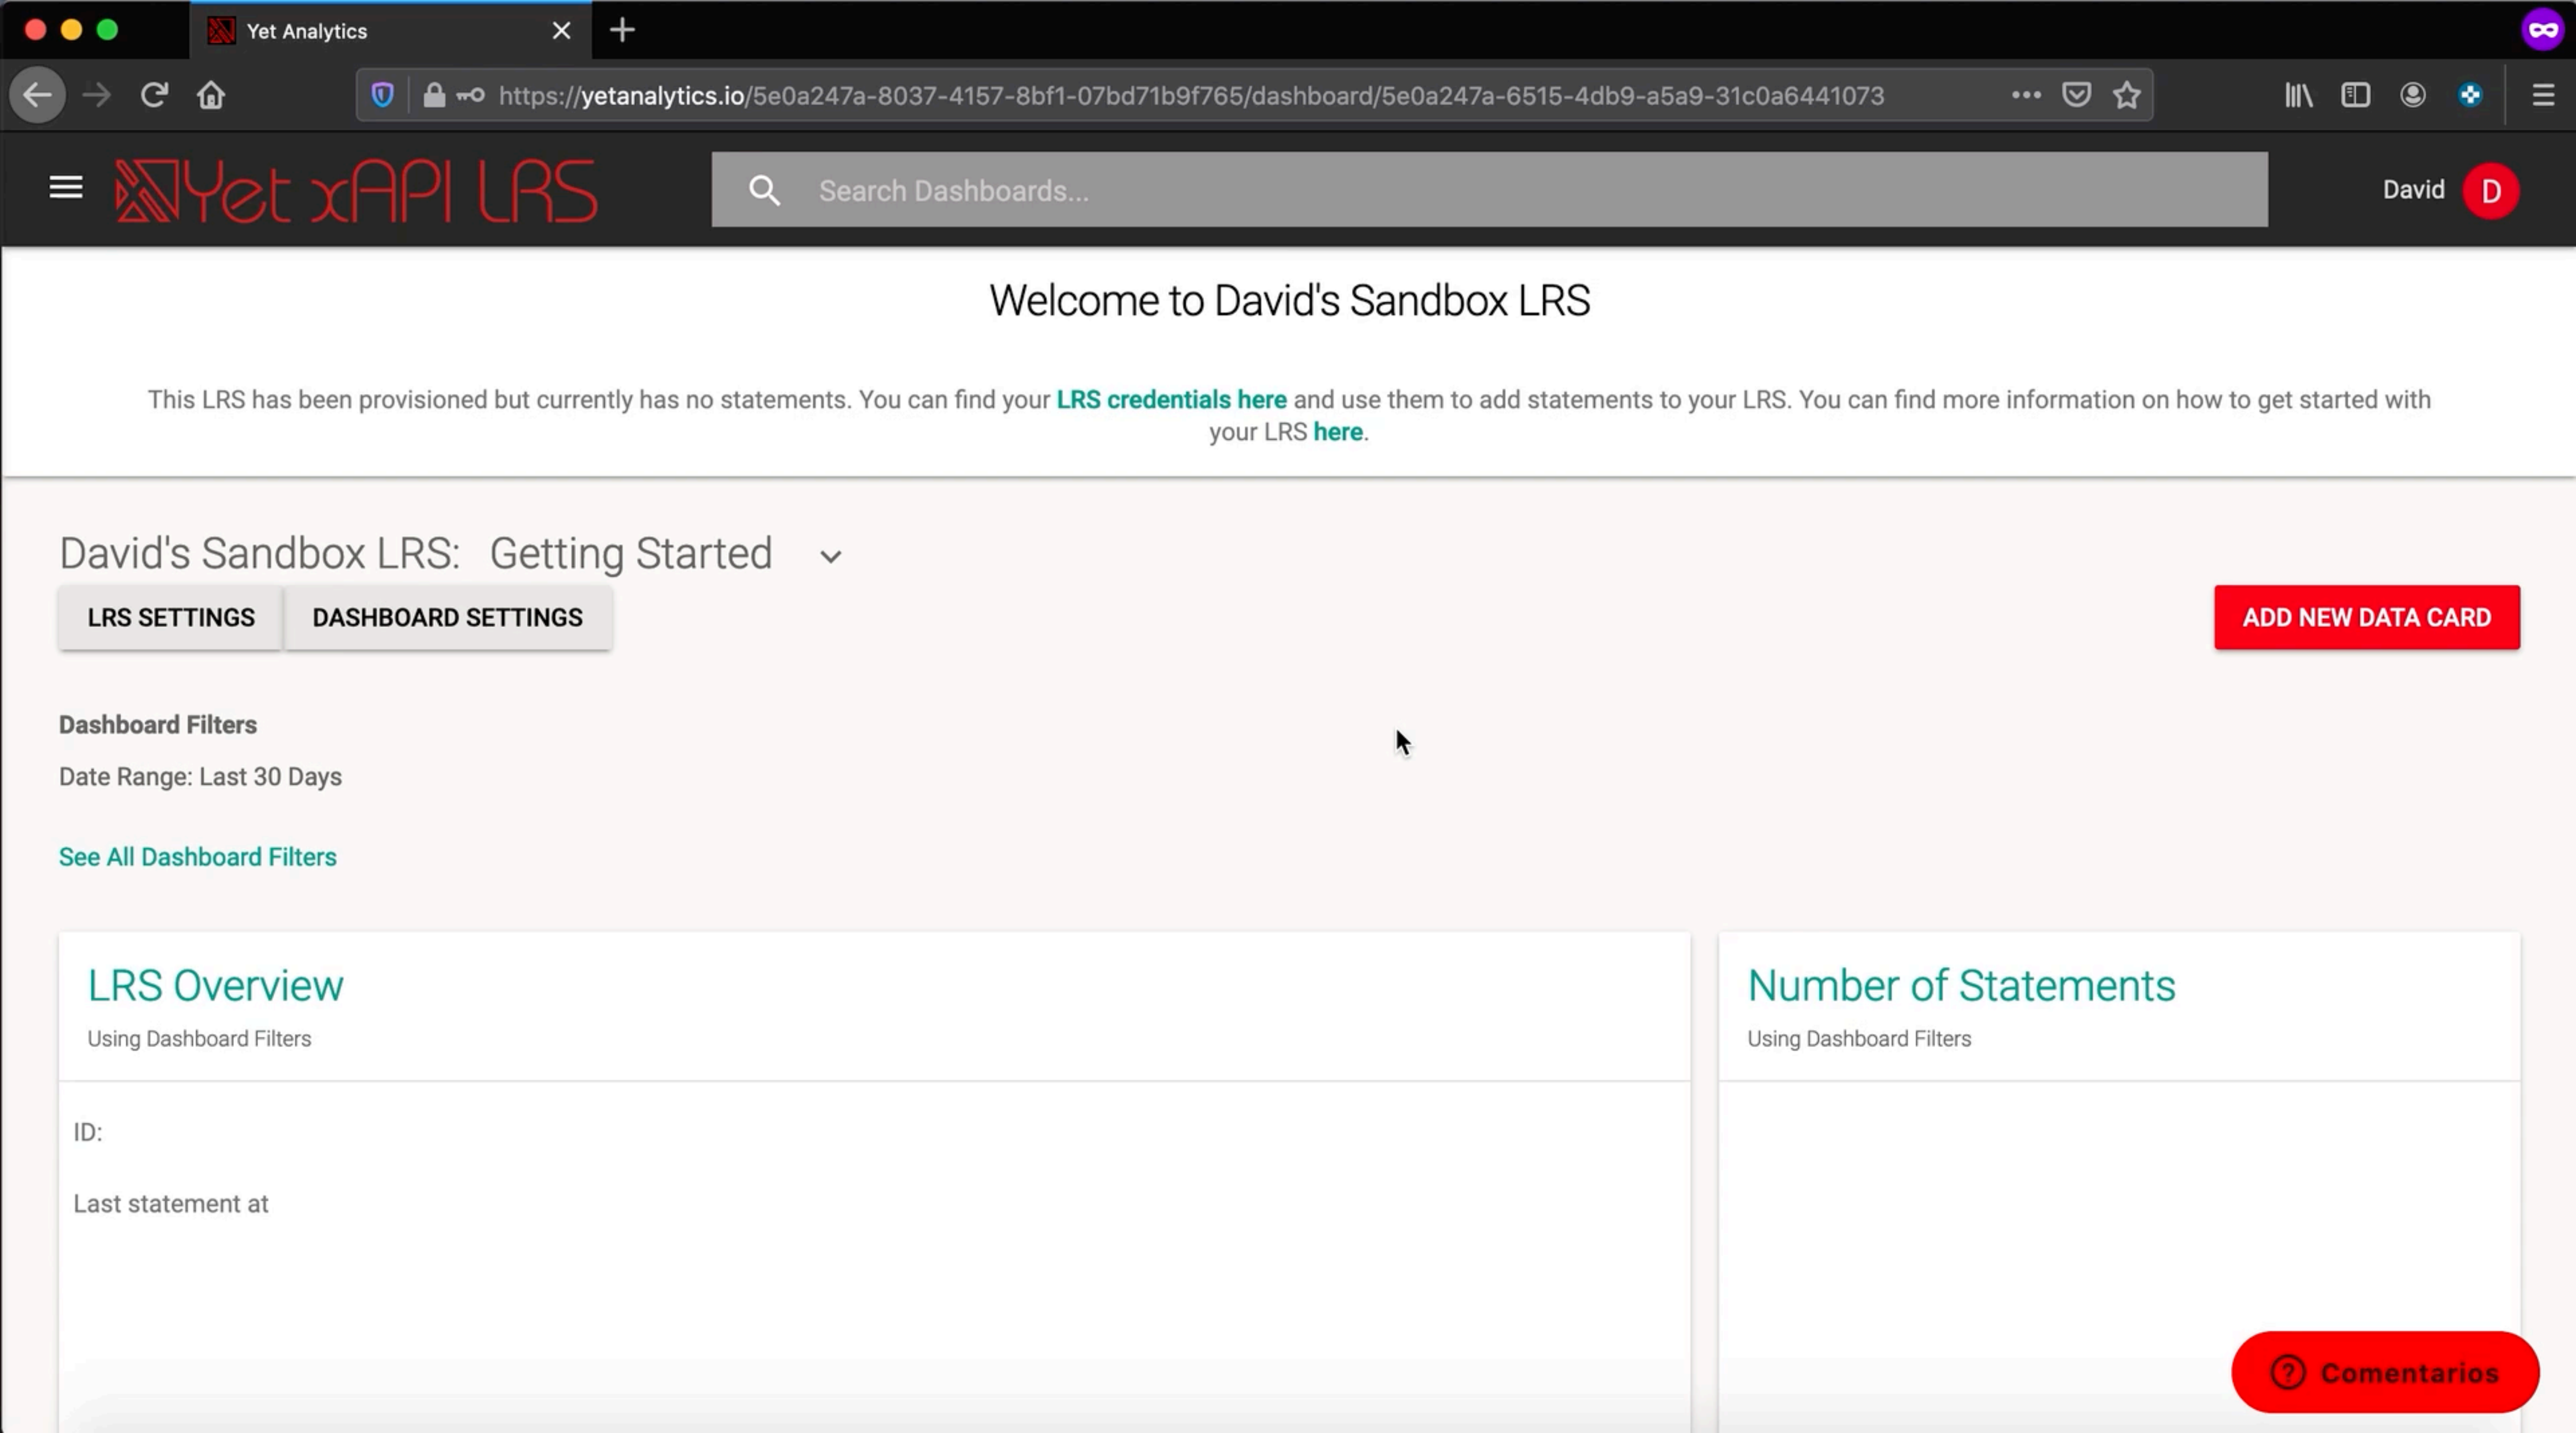 Yet Analytics
https://yetanalytics.io/5e0a247a-8037-4157-8bf1-07bd71b9f765/dashboard/5e0a247a-6515-4db9-a5a9-31c0a6441073
Yet xAPI LRS
Search Dashboards...
David
D
Welcome to David's Sandbox LRS
This LRS has been provisioned but currently has no statements. You can find your LRS credentials here and use them to add statements to your LRS. You can find more information on how to get started with
your LRS here.
David's Sandbox LRS: Getting Started
LRS SETTINGS
DASHBOARD SETTINGS
ADD NEW DATA CARD
Dashboard Filters
Date Range: Last 30 Days
See All Dashboard Filters
LRS Overview
Using Dashboard Filters
ID:
Last statement at
Number of Statements
Using Dashboard Filters
Comentarios